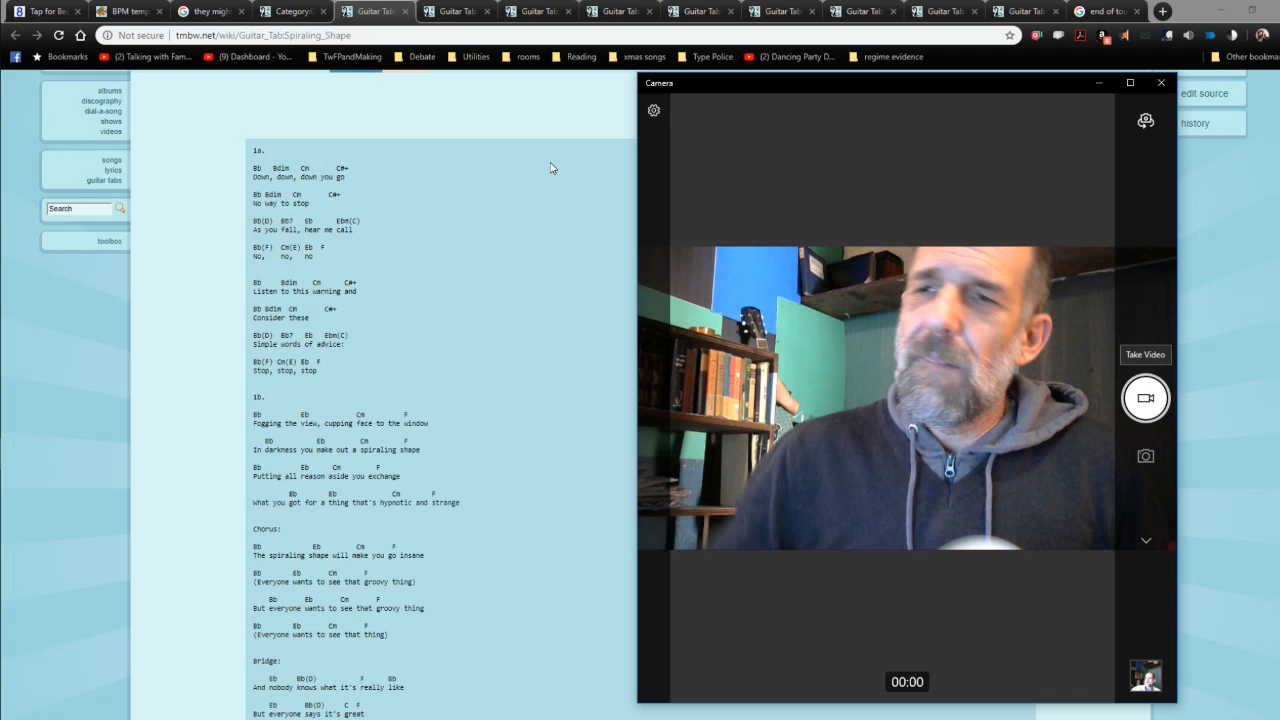 Tap for Be
BPM temp
they migh
Category:G
Guitar Tab
Guitar Tab
Guitar Tab
Guitar Tab
Guitar Tab
Guitar Tab
Guitar Tab
Guitar Tab
Guitar Tab
end of tou
Not secure | tmbw.net/wiki/Guitar_Tab:Spiraling_Shape
Bookmarks
(2) Talking with Fam...
(9) Dashboard - Yo...
TwFPandMaking
Debate
Utilities
rooms
Reading
xmas songs
Type Police
(2) Dancing Party D...
regime evidence
Other bookma
albums
discography
dial-a-song
shows
videos
songs
lyrics
guitar tabs
Search
toolbox
edit source
history
1a.
Bb Bdim Cm C#+
Down, down, down you go
Bb Bdim Cm C#+
No way to stop
Bb(D) Bb7 Eb Ebm(C)
As you fall, hear me call
Bb(F) Cm(E) Eb F
No, no, no
Bb Bdim Cm C#+
Listen to this warning and
Bb Bdim Cm C#+
Consider these
Bb(D) Bb7 Eb Ebm(C)
Simple words of advice:
Bb(F) Cm(E) Eb F
Stop, stop, stop
1b.
Bb Eb Cm F
Fogging the view, cupping face to the window
Bb Eb Cm F
In darkness you make out a spiraling shape
Bb Eb Cm F
Putting all reason aside you exchange
Bb Eb Cm F
What you got for a thing that's hypnotic and strange
Chorus:
Bb Eb Cm F
The spiraling shape will make you go insane
Bb Eb Cm F
(Everyone wants to see that groovy thing)
Bb Eb Cm F
But everyone wants to see that groovy thing
Bb Eb Cm F
(Everyone wants to see that thing)
Bridge:
Eb Bb(D) F Bb
And nobody knows what it's really like
Eb Bb(D) C F
But everyone says it's great
Camera
Take Video
00:00